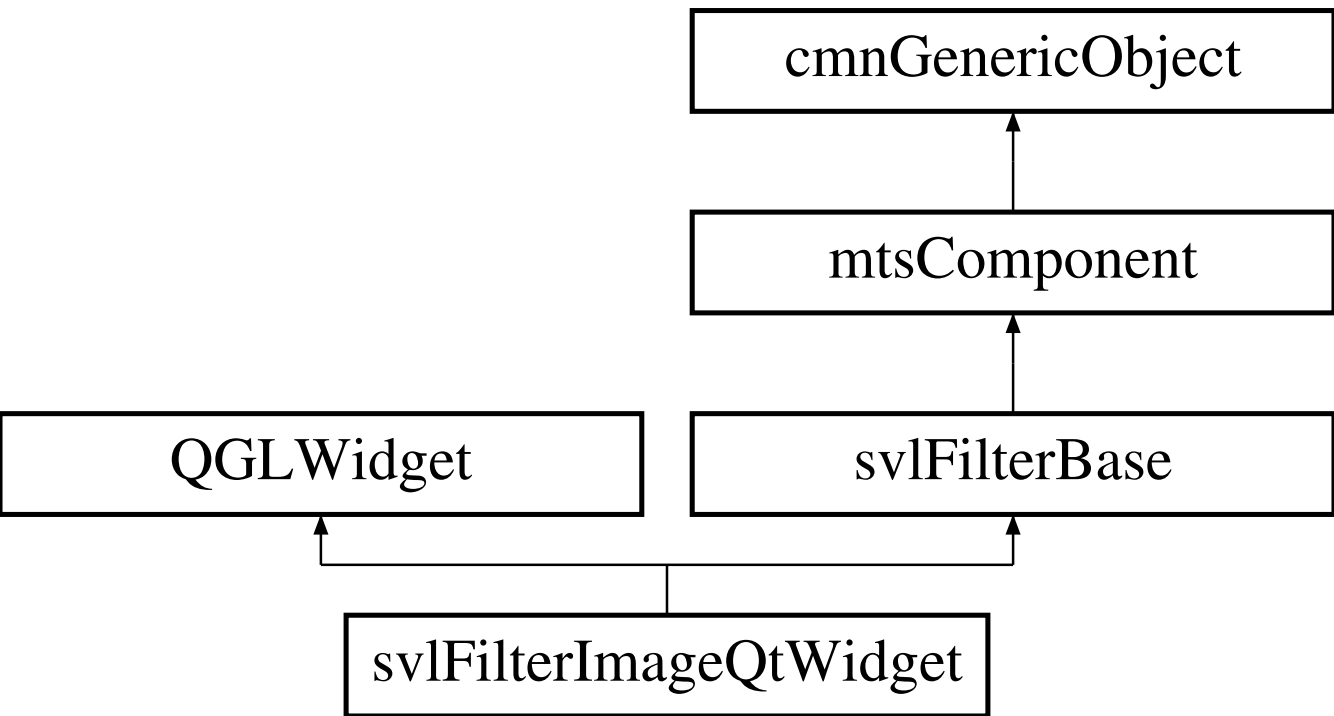 cmnGenericObject
mtsComponent
QGLWidget
svlFilterBase
svlFilterImageQtWidget